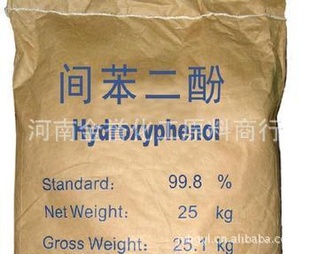 间苯二酚
Hydroxyphenol
Standard: 99.8 %
Net Weight: 25 kg
Gross Weight: 25.1 kg